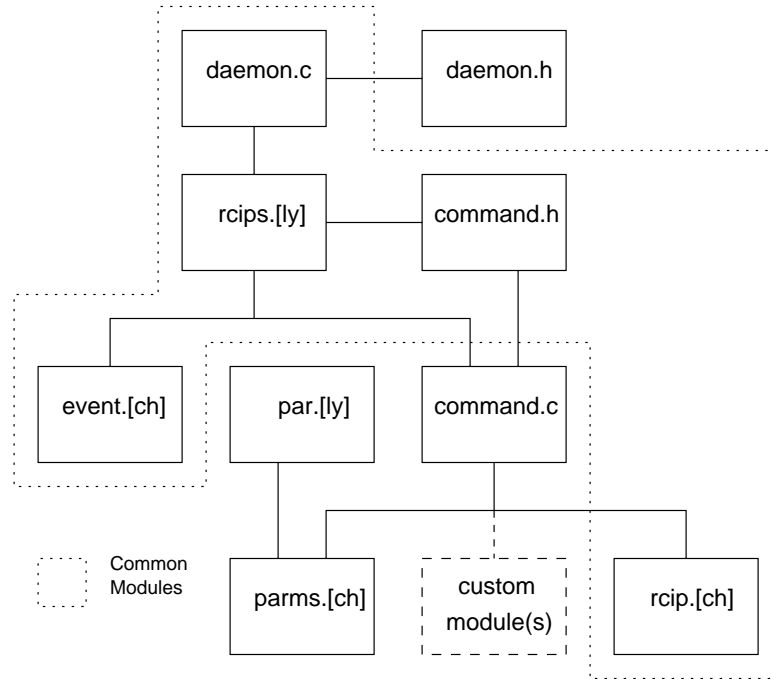 daemon.c
daemon.h
rcips.[ly]
command.h
event.[ch]
par.[ly]
command.c
Common
Modules
parms.[ch]
custom
module(s)
rcip.[ch]